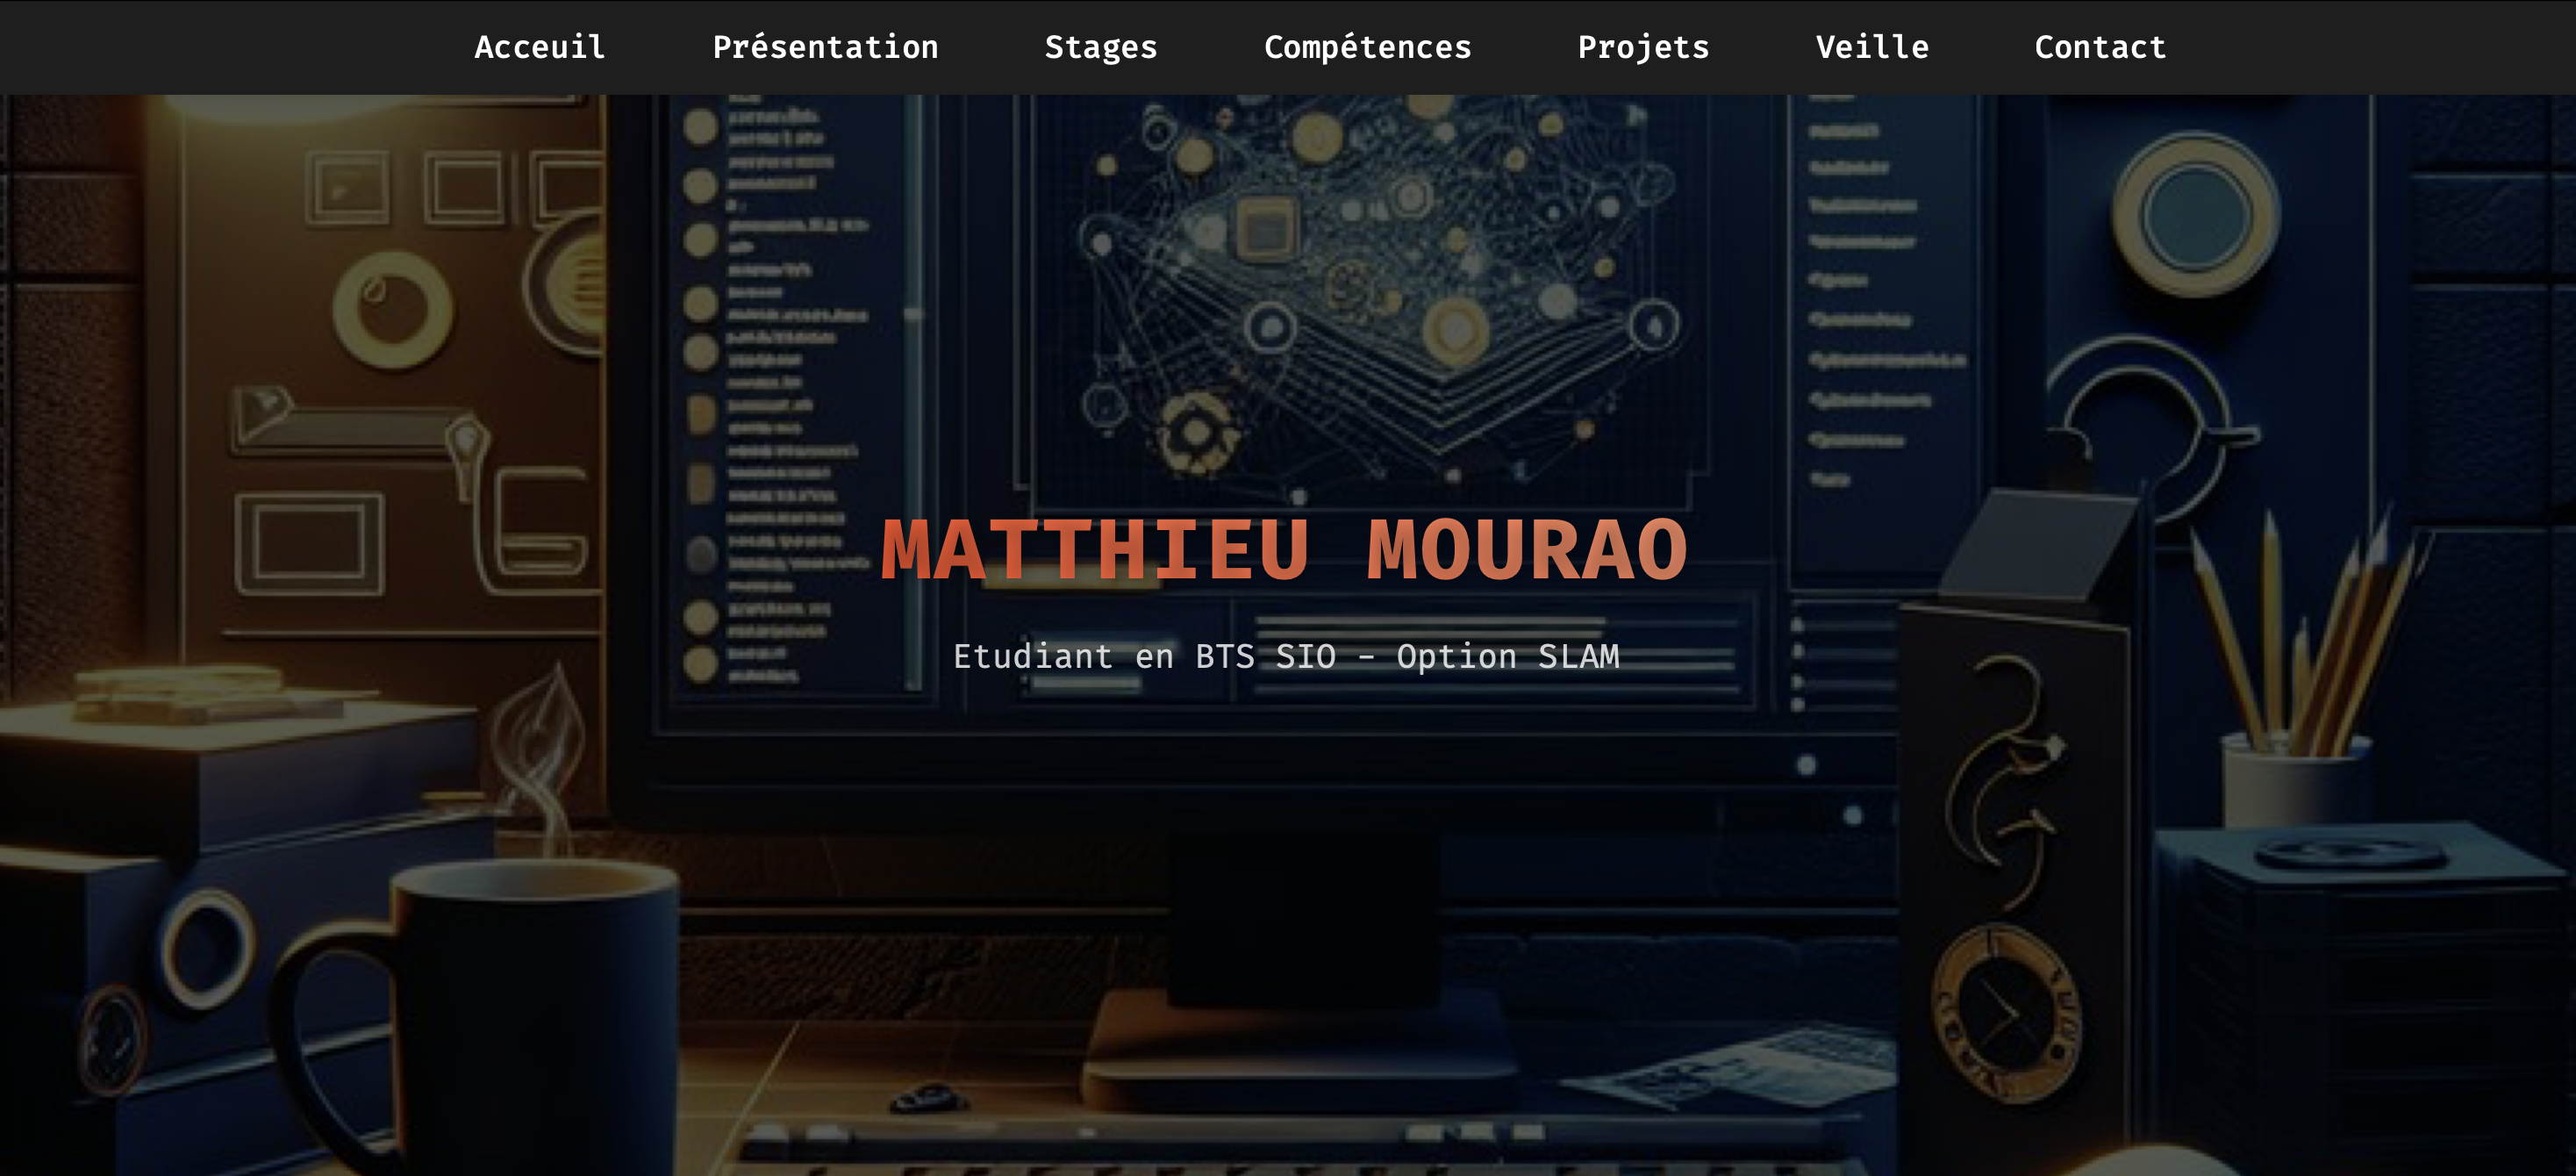 Acceuil Présentation Stages Compétences Projets Veille Contact
MATTHIEU MOURAO
Etudiant en BTS SIO - Option SLAM